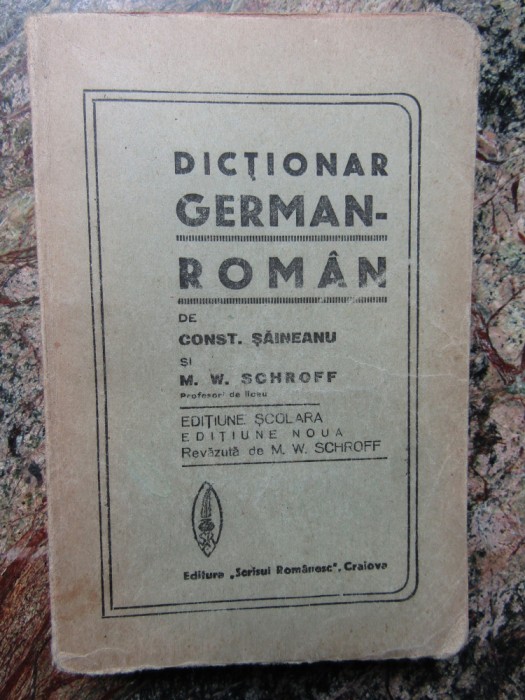 DICȚIONAR
GERMAN-
ROMÂN
DE
CONST. ȘĂINEANU
ȘI
M. W. SCHROFF
Profesori de liceu
EDIȚIUNE ȘCOLARA
EDIȚIUNE NOUA
Revăzută de M. W. SCHROFF
Editura „Scrisul Românesc", Craiova